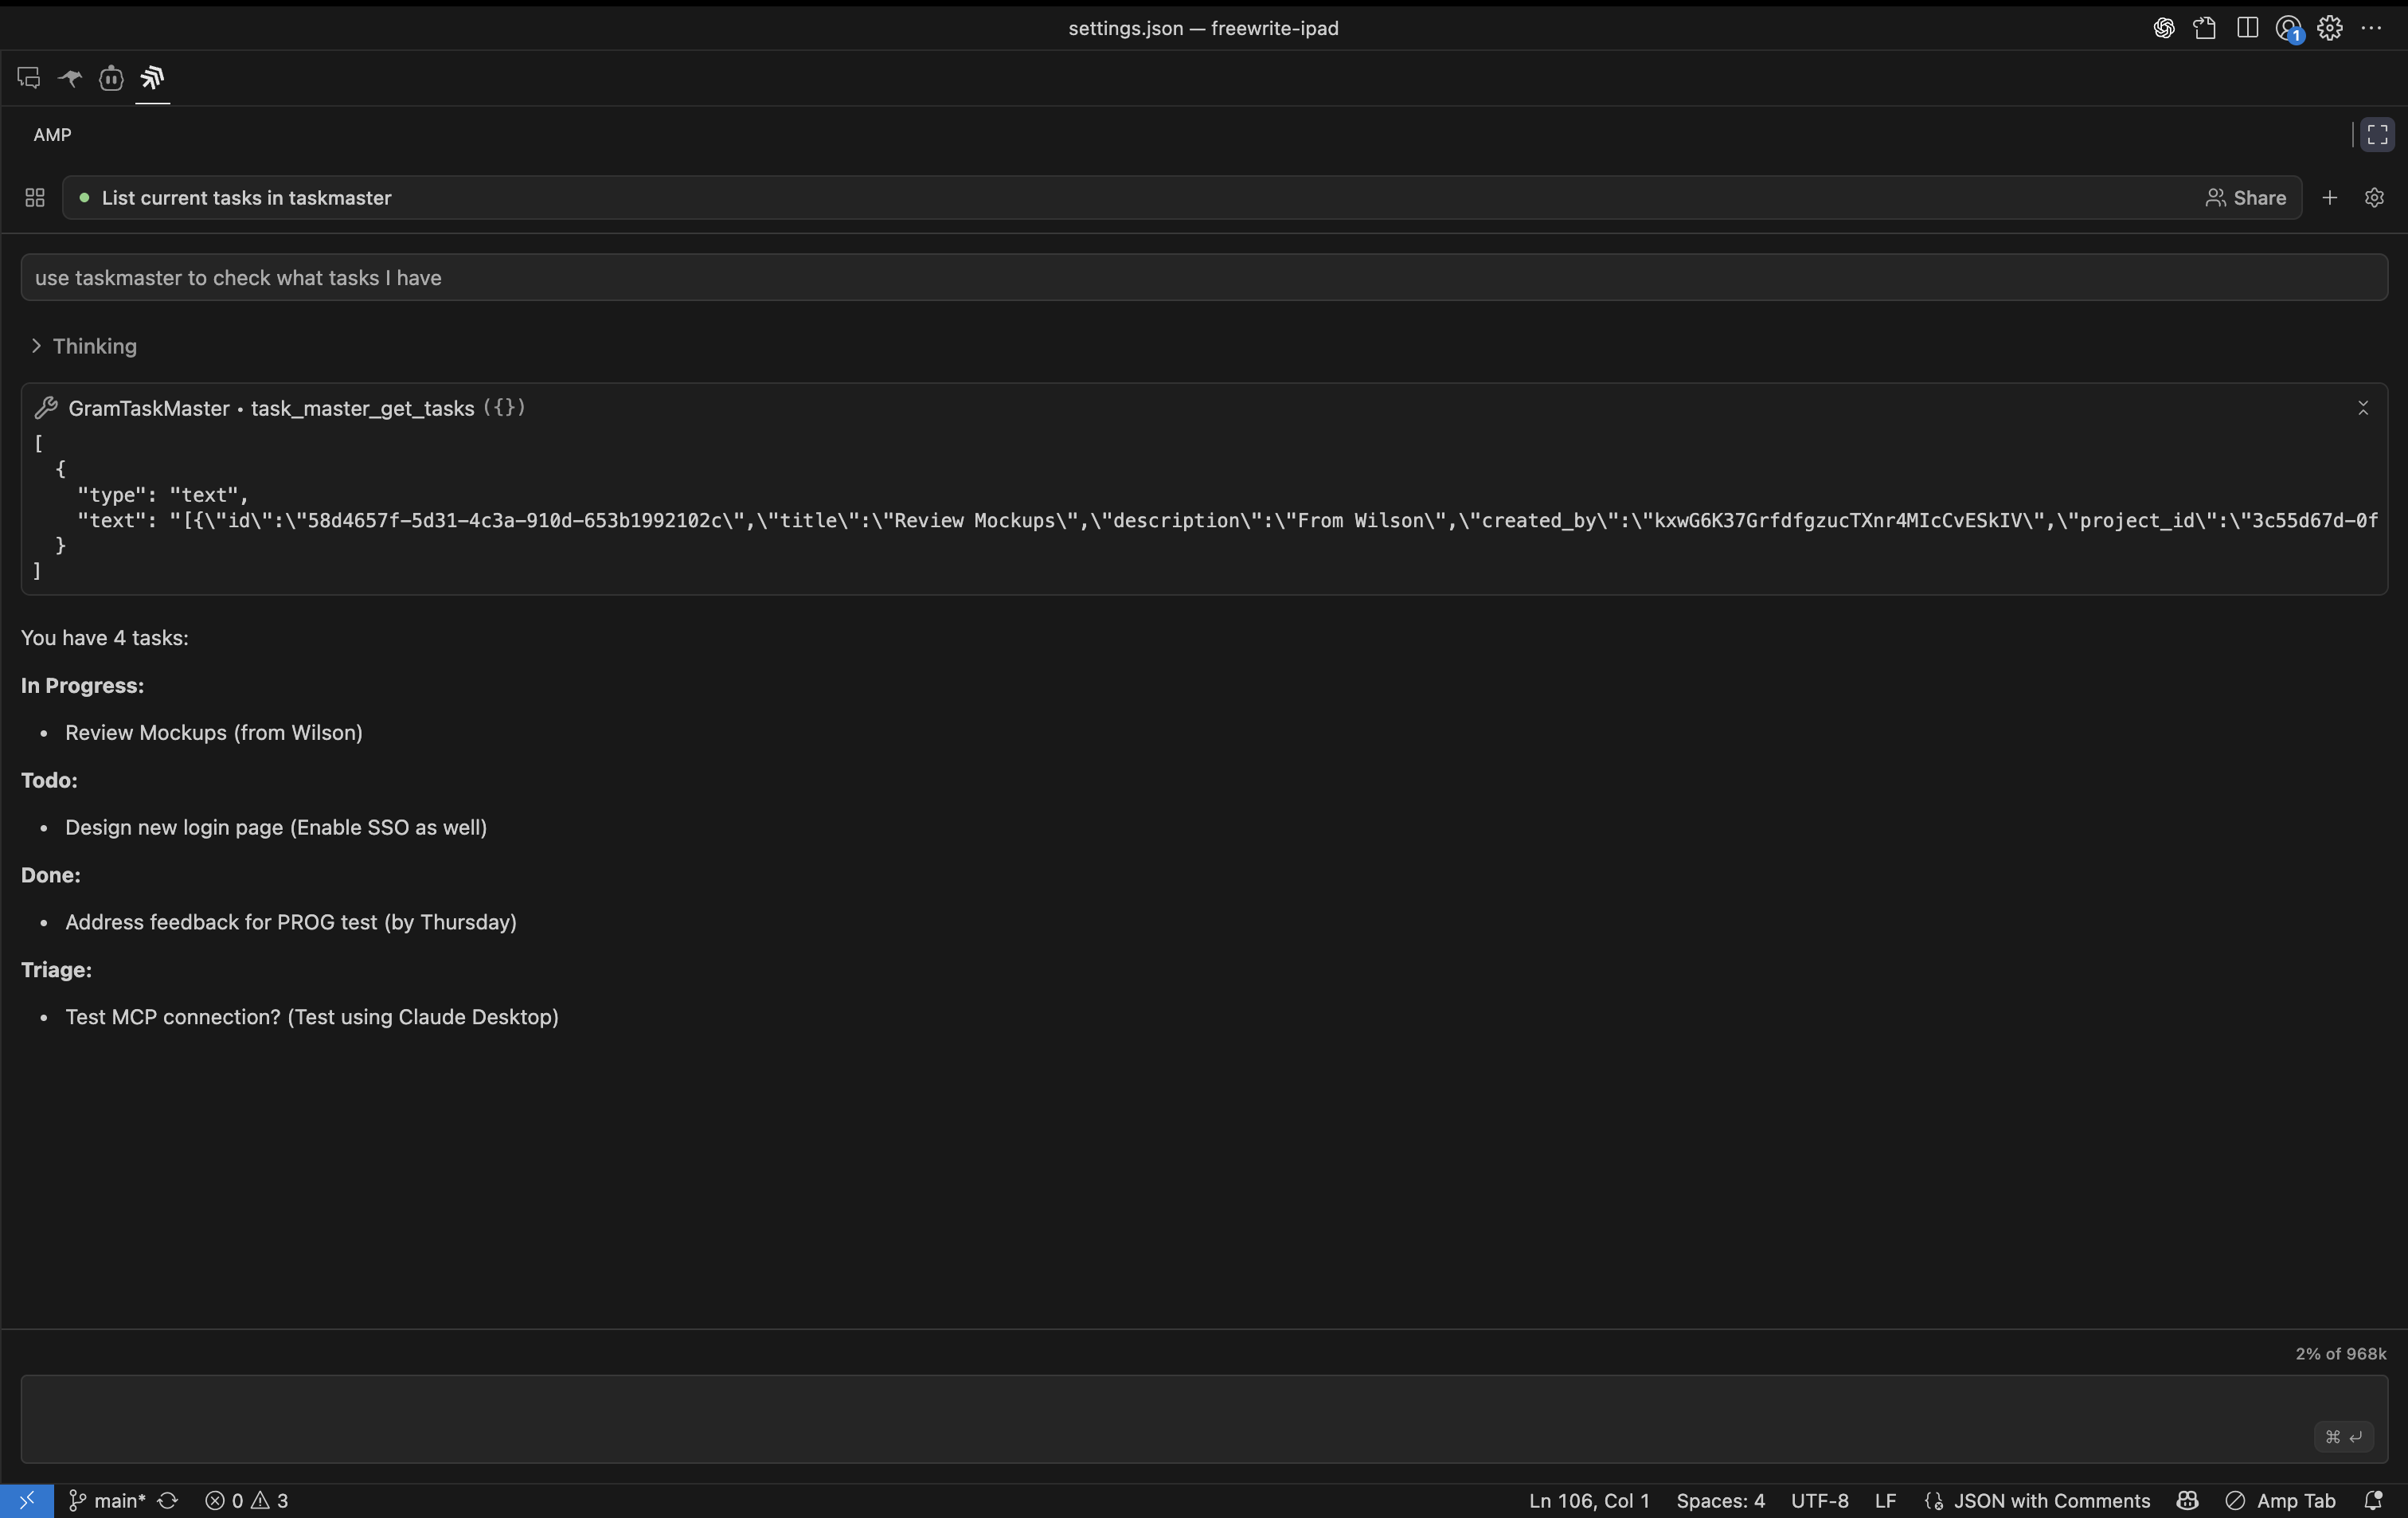 settings.json — freewrite-ipad
1
AMP
List current tasks in taskmaster
Share
use taskmaster to check what tasks I have
Thinking
GramTaskMaster • task_master_get_tasks ({})
[
  {
    "type": "text",
    "text": "[{\"id\":\"58d4657f-5d31-4c3a-910d-653b1992102c\",\"title\":\"Review Mockups\",\"description\":\"From Wilson\",\"created_by\":\"kxwG6K37GrfdfgzucTXnr4MIcCvESkIV\",\"project_id\":\"3c55d67d-0f
  }
]
You have 4 tasks:
In Progress:
• Review Mockups (from Wilson)
Todo:
• Design new login page (Enable SSO as well)
Done:
• Address feedback for PROG test (by Thursday)
Triage:
• Test MCP connection? (Test using Claude Desktop)
2% of 968k
⌘ ↵
main* 0 3 Ln 106, Col 1 Spaces: 4 UTF-8 LF JSON with Comments Amp Tab